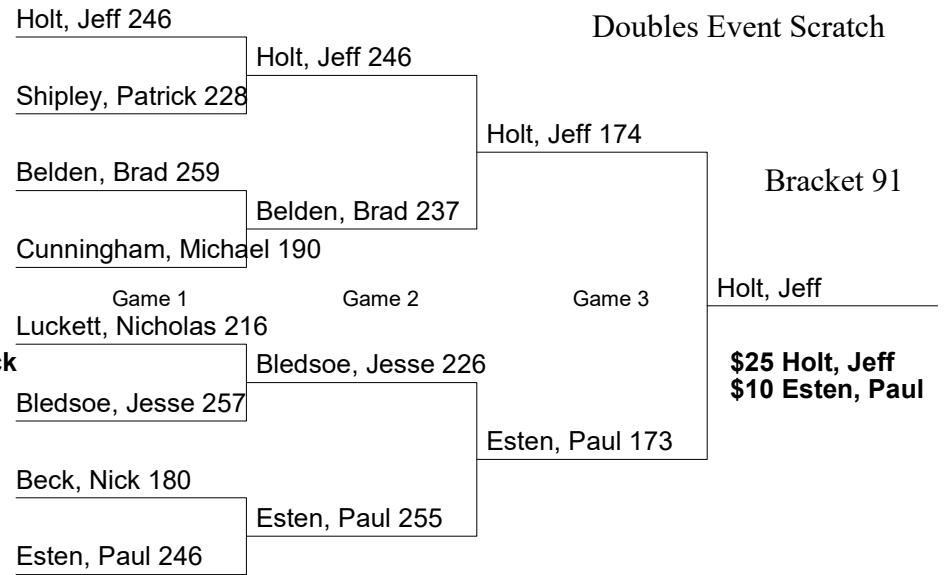 Holt, Jeff 246
Doubles Event Scratch
Holt, Jeff 246
Shipley, Patrick 228
Holt, Jeff 174
Belden, Brad 259
Bracket 91
Belden, Brad 237
Cunningham, Michael 190
Game 1
Game 2
Game 3
Holt, Jeff
Luckett, Nicholas 216
ck
Bledsoe, Jesse 226
$25 Holt, Jeff
$10 Esten, Paul
Bledsoe, Jesse 257
Esten, Paul 173
Beck, Nick 180
Esten, Paul 255
Esten, Paul 246